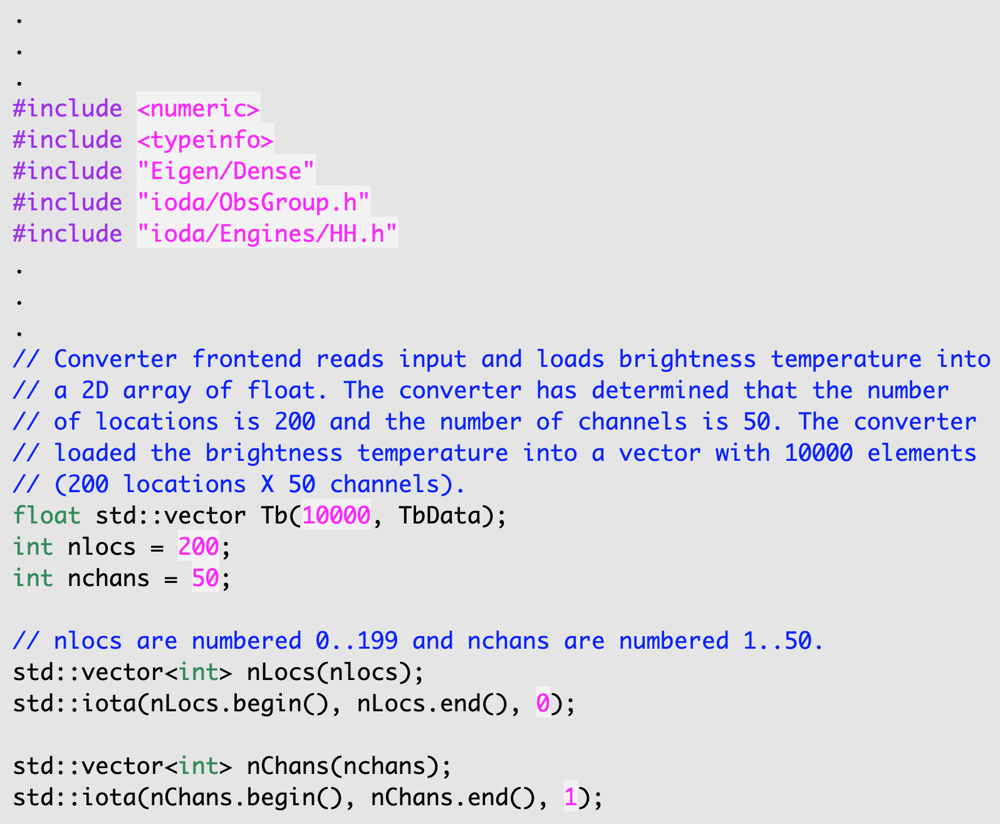 .
.
.
#include <numeric>
#include <typeinfo>
#include "Eigen/Dense"
#include "ioda/ObsGroup.h"
#include "ioda/Engines/HH.h"
.
.
.
// Converter frontend reads input and loads brightness temperature into
// a 2D array of float. The converter has determined that the number
// of locations is 200 and the number of channels is 50. The converter
// loaded the brightness temperature into a vector with 10000 elements
// (200 locations X 50 channels).
float std::vector Tb(10000, TbData);
int nlocs = 200;
int nchans = 50;

// nlocs are numbered 0..199 and nchans are numbered 1..50.
std::vector<int> nLocs(nlocs);
std::iota(nLocs.begin(), nLocs.end(), 0);

std::vector<int> nChans(nchans);
std::iota(nChans.begin(), nChans.end(), 1);